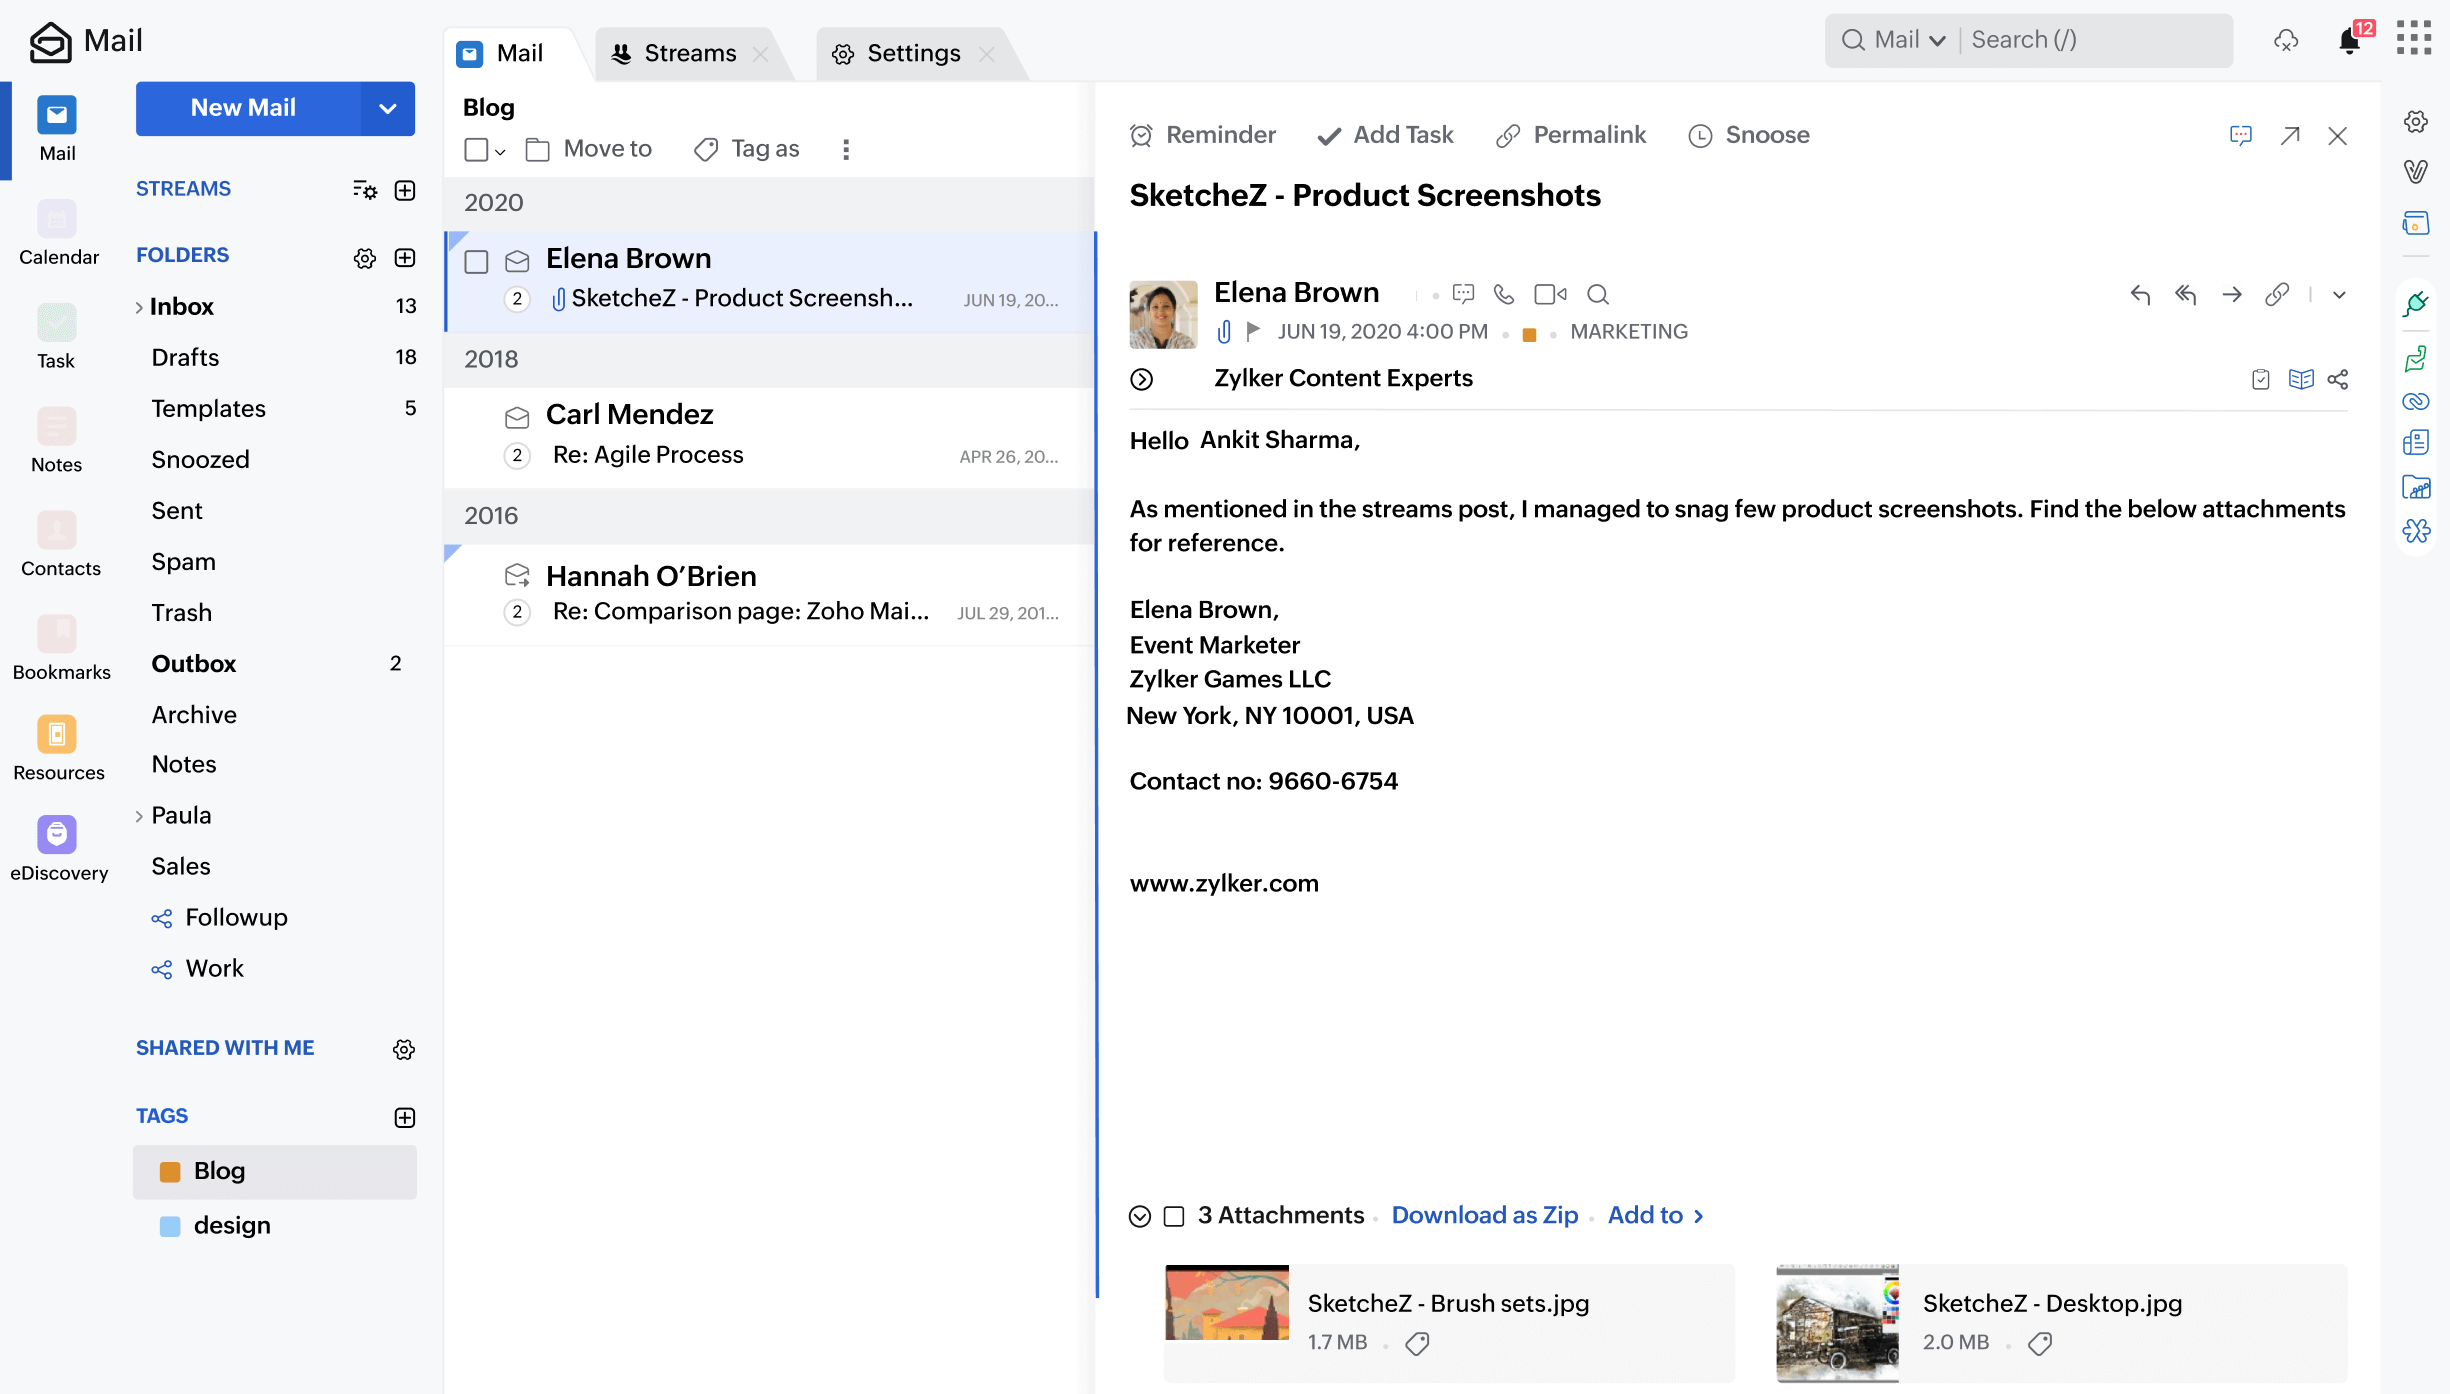 Mail
Mail
Streams
Settings
Mail
Search (/)
12
Mail
Calendar
Task
Notes
Contacts
Bookmarks
Resources
eDiscovery
New Mail
STREAMS
FOLDERS
Inbox 13
Drafts 18
Templates 5
Snoozed
Sent
Spam
Trash
Outbox 2
Archive
Notes
Paula
Sales
Followup
Work
SHARED WITH ME
TAGS
Blog
design
Blog
Move to
Tag as
2020
Elena Brown
2 SketcheZ - Product Screensh... JUN 19, 20...
2018
Carl Mendez
2 Re: Agile Process APR 26, 20...
2016
Hannah O’Brien
2 Re: Comparison page: Zoho Mai... JUL 29, 201...
Reminder
Add Task
Permalink
Snoose
SketcheZ - Product Screenshots
Elena Brown
JUN 19, 2020 4:00 PM
MARKETING
Zylker Content Experts
Hello Ankit Sharma,
As mentioned in the streams post, I managed to snag few product screenshots. Find the below attachments
for reference.
Elena Brown,
Event Marketer
Zylker Games LLC
New York, NY 10001, USA
Contact no: 9660-6754
www.zylker.com
3 Attachments
Download as Zip
Add to
SketcheZ - Brush sets.jpg
1.7 MB
SketcheZ - Desktop.jpg
2.0 MB